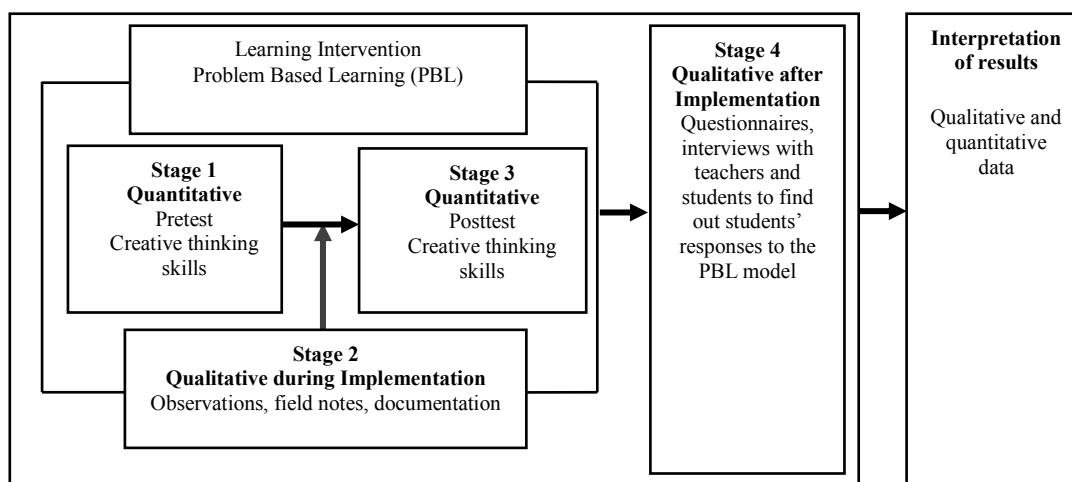 Learning Intervention
Problem Based Learning (PBL)
Stage 1
Quantitative
Pretest
Creative thinking
skills
Stage 3
Quantitative
Posttest
Creative thinking
skills
Stage 2
Qualitative during Implementation
Observations, field notes, documentation
Stage 4
Qualitative after
Implementation
Questionnaires,
interviews with
teachers and
students to find
out students’
responses to the
PBL model
Interpretation
of results
Qualitative and
quantitative
data